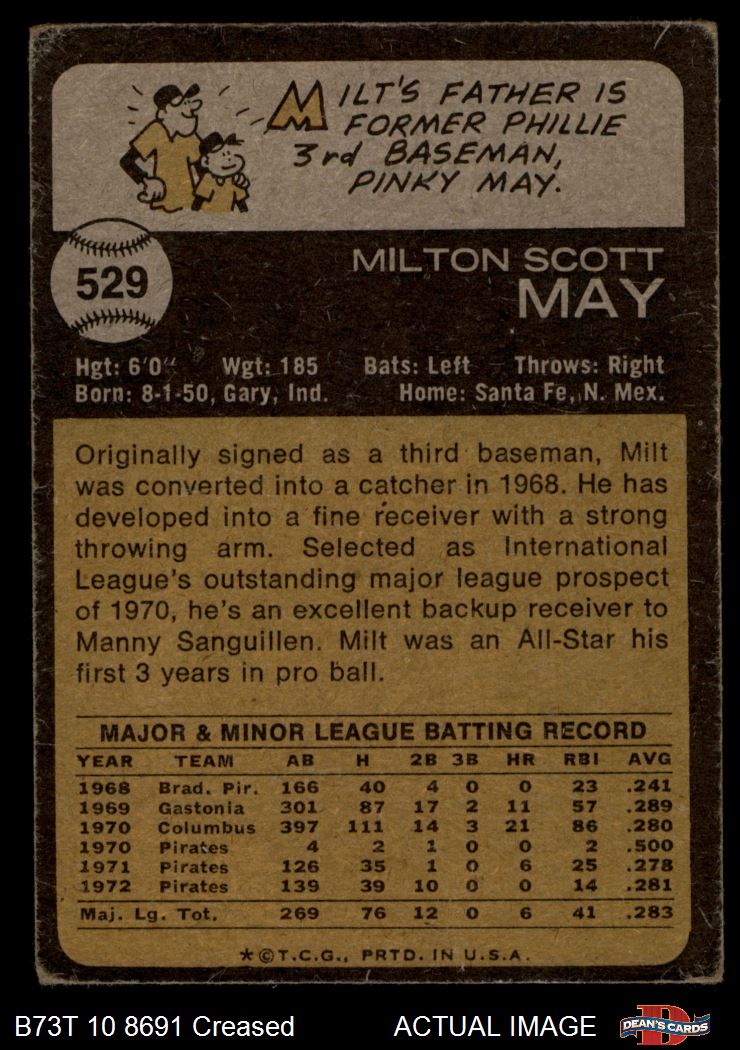 MILT'S FATHER IS
FORMER PHILLIE
3rd BASEMAN,
PINKY MAY.
529
MILTON SCOTT
MAY
Hgt: 6'0" Wgt: 185 Bats: Left Throws: Right
Born: 8-1-50, Gary, Ind. Home: Santa Fe, N. Mex.
Originally signed as a third baseman, Milt
was converted into a catcher in 1968. He has
developed into a fine receiver with a strong
throwing arm. Selected as International
League's outstanding major league prospect
of 1970, he's an excellent backup receiver to
Manny Sanguillen. Milt was an All-Star his
first 3 years in pro ball.
MAJOR & MINOR LEAGUE BATTING RECORD
YEAR TEAM AB H 2B 3B HR RBI AVG
1968 Brad. Pir. 166 40 4 0 0 23 .241
1969 Gastonia 301 87 17 2 11 57 .289
1970 Columbus 397 111 14 3 21 86 .280
1970 Pirates 4 2 1 0 0 2 .500
1971 Pirates 126 35 1 0 6 25 .278
1972 Pirates 139 39 10 0 0 14 .281
Maj. Lg. Tot. 269 76 12 0 6 41 .283
*©T.C.G., PRTD. IN U.S.A.
B73T 10 8691 Creased ACTUAL IMAGE D DEAN'S CARDS